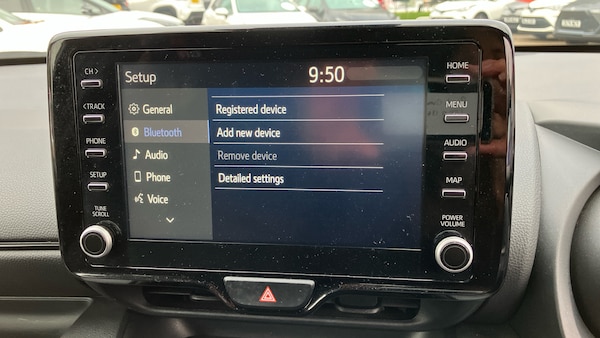 CH >
< TRACK
PHONE
SETUP
TUNE
SCROLL
Setup
9:50
General
Bluetooth
Audio
Phone
Voice
Registered device
Add new device
Remove device
Detailed settings
HOME
MENU
AUDIO
MAP
POWER
VOLUME